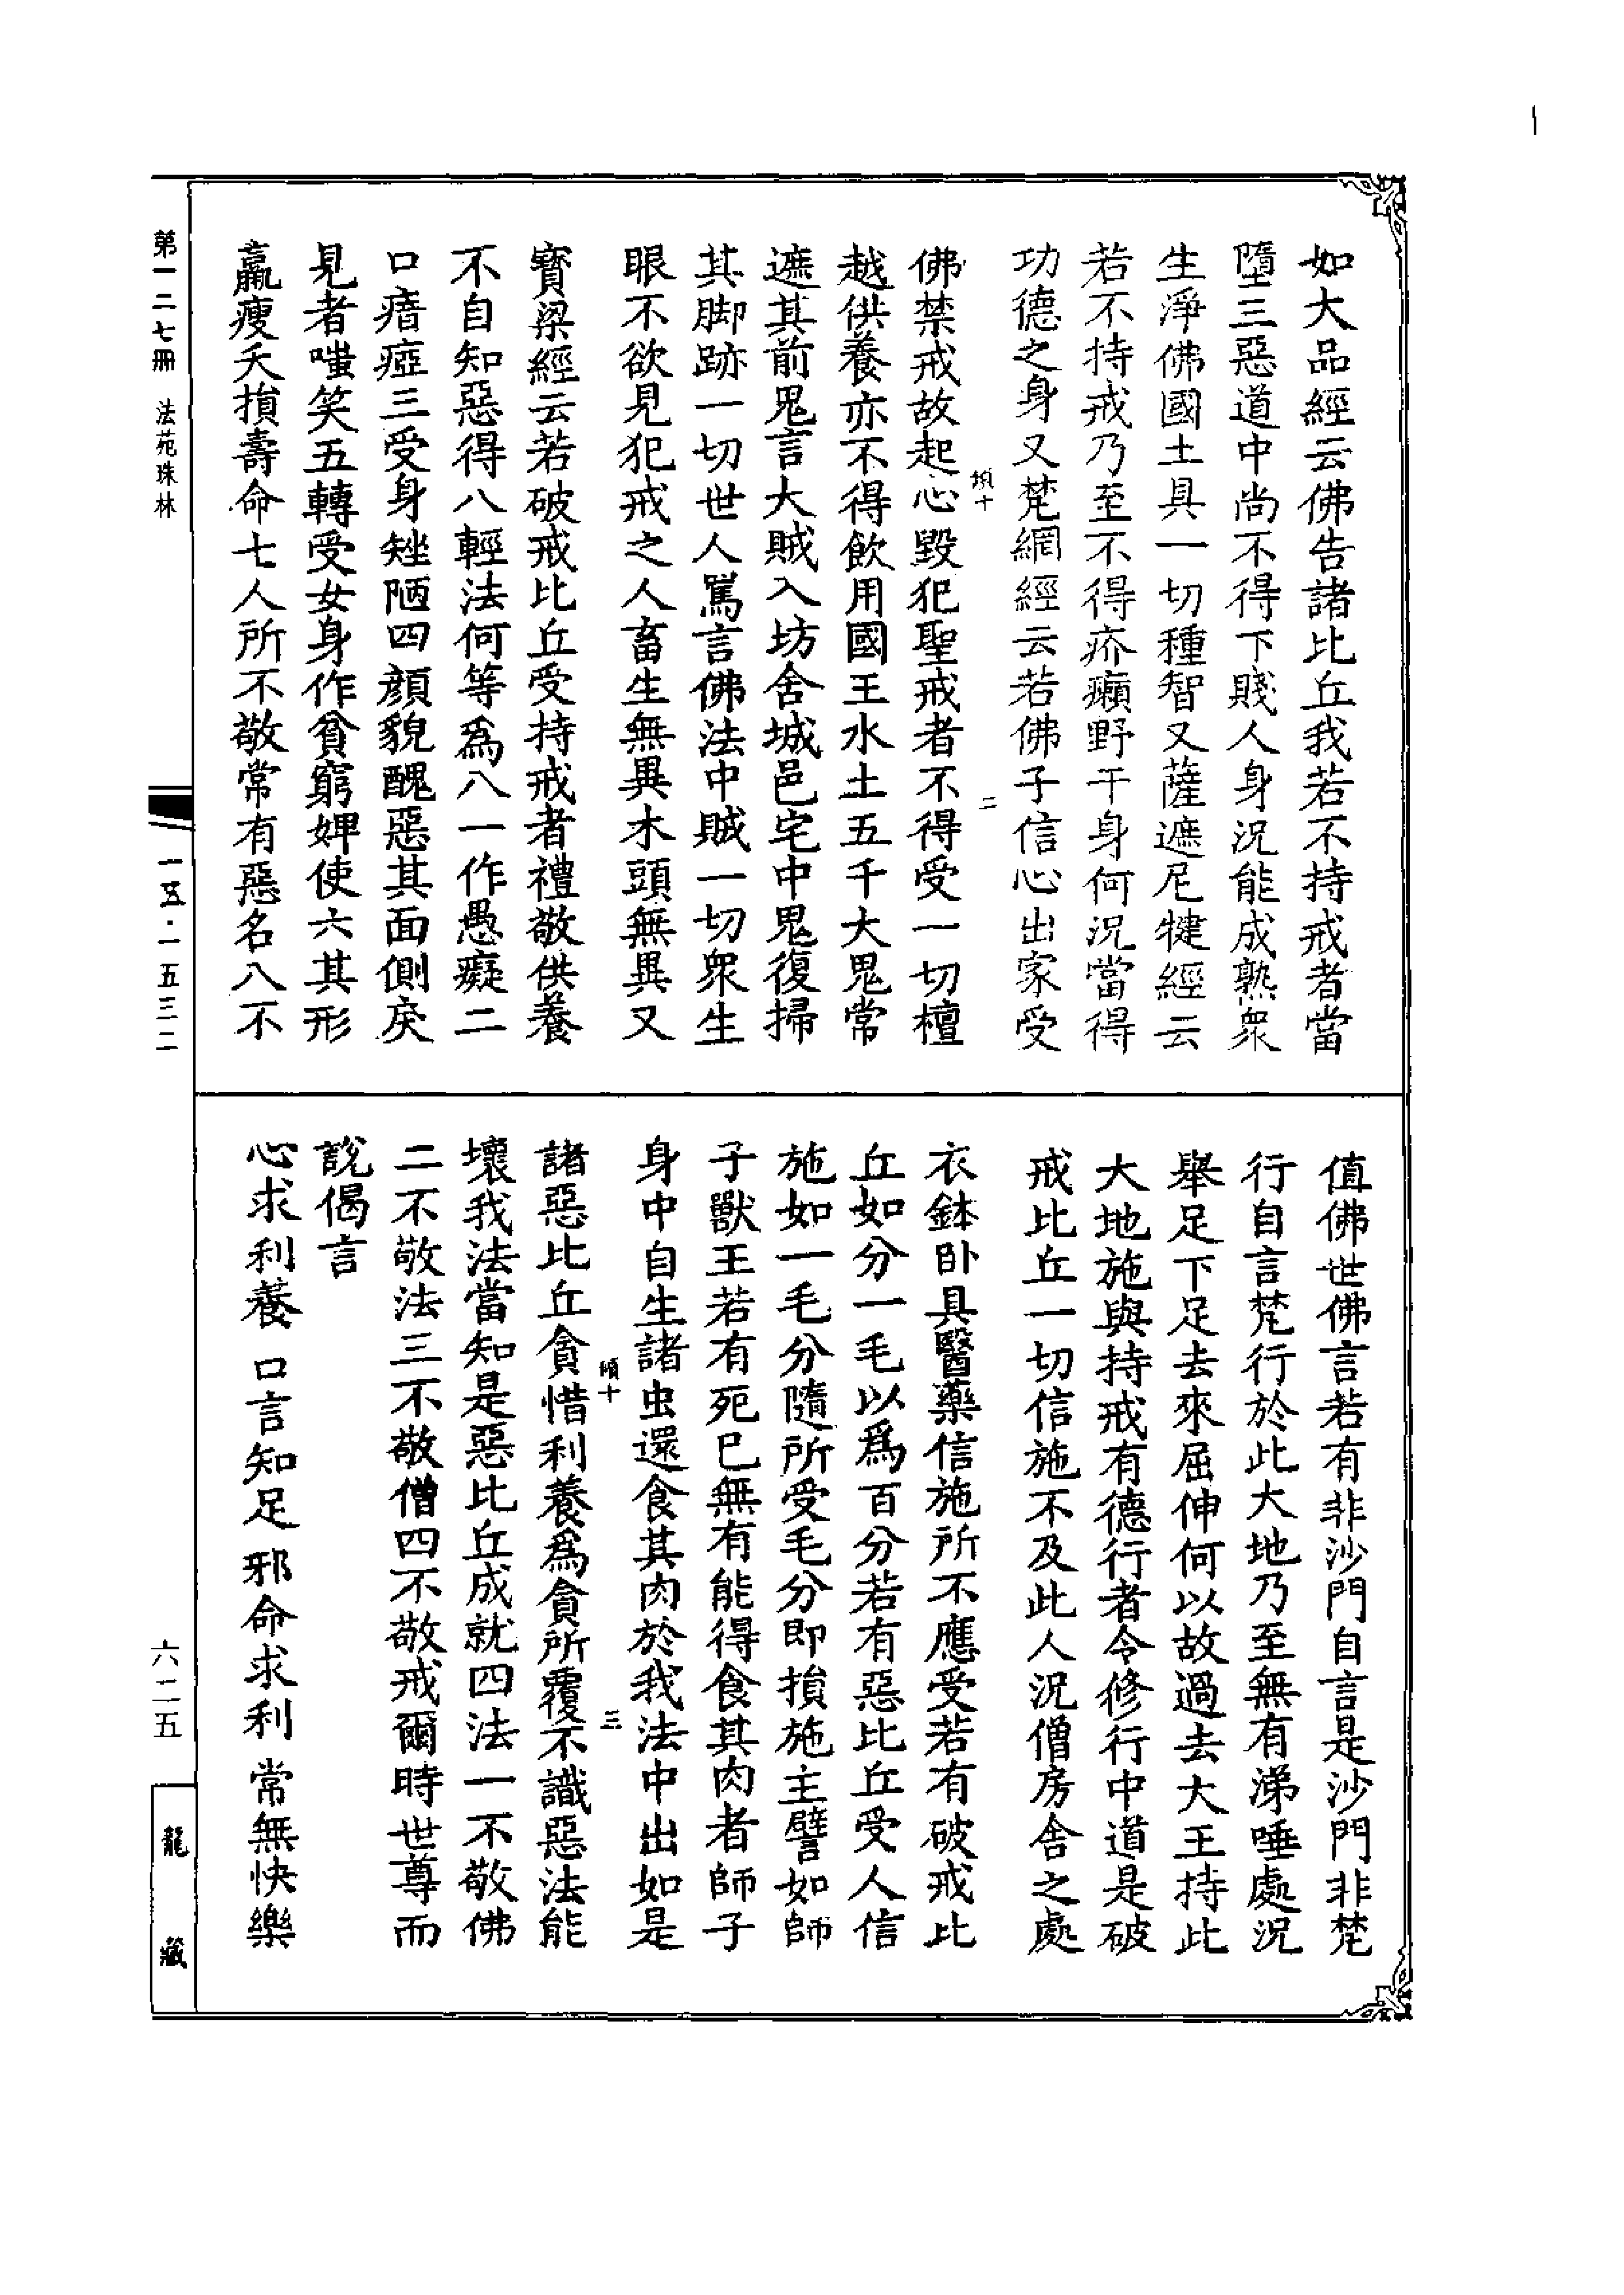 如大品經云佛告諸比丘我若不持戒者當
墮三惡道中尚不得下賤人身況能成熟衆
生淨佛國土具一切種智又薩遮尼犍經云
若不持戒乃至不得疥癩野干身何況當得
功德之身又梵網經云若佛子信心出家受
佛禁戒故起心毀犯聖戒者不得受一切檀
越供養亦不得飲用國王水土五千大鬼常
遮其前鬼言大賊入坊舍城邑宅中鬼復掃
其脚跡一切世人罵言佛法中賊一切衆生
眼不欲見犯戒之人畜生無異木頭無異又
寶梁經云若破戒比丘受持戒者禮敬供養
不自知惡得八輕法何等爲八一作愚癡二
口瘖瘂三受身矬陋四顏貌醜惡其面側戾
見者嗤笑五轉受女身作貧窮婢使六其形
羸瘦夭損壽命七人所不敬常有惡名八不
值佛世佛言若有非沙門自言是沙門非梵
行自言梵行於此大地乃至無有涕唾處況
舉足下足去來屈伸何以故過去大王持此
大地施與持戒有德行者令修行中道是破
戒比丘一切信施不及此人況僧房舍之處
衣鉢卧具醫藥信施所不應受若有破戒比
丘如分一毛以爲百分若有惡比丘受人信
施如一毛分隨所受毛分即損施主譬如師
子獸王若有死已無有能得食其肉者師子
身中自生諸虫還食其肉於我法中出如是
諸惡比丘貪惜利養爲貪所覆不識惡法能
壞我法當知是惡比丘成就四法一不敬佛
二不敬法三不敬僧四不敬戒爾時世尊而
說偈言
心求利養 口言知足 邪命求利 常無快樂
第一二七冊 法苑珠林
一五·一五三二
六二五
龍藏
十
二
十
三